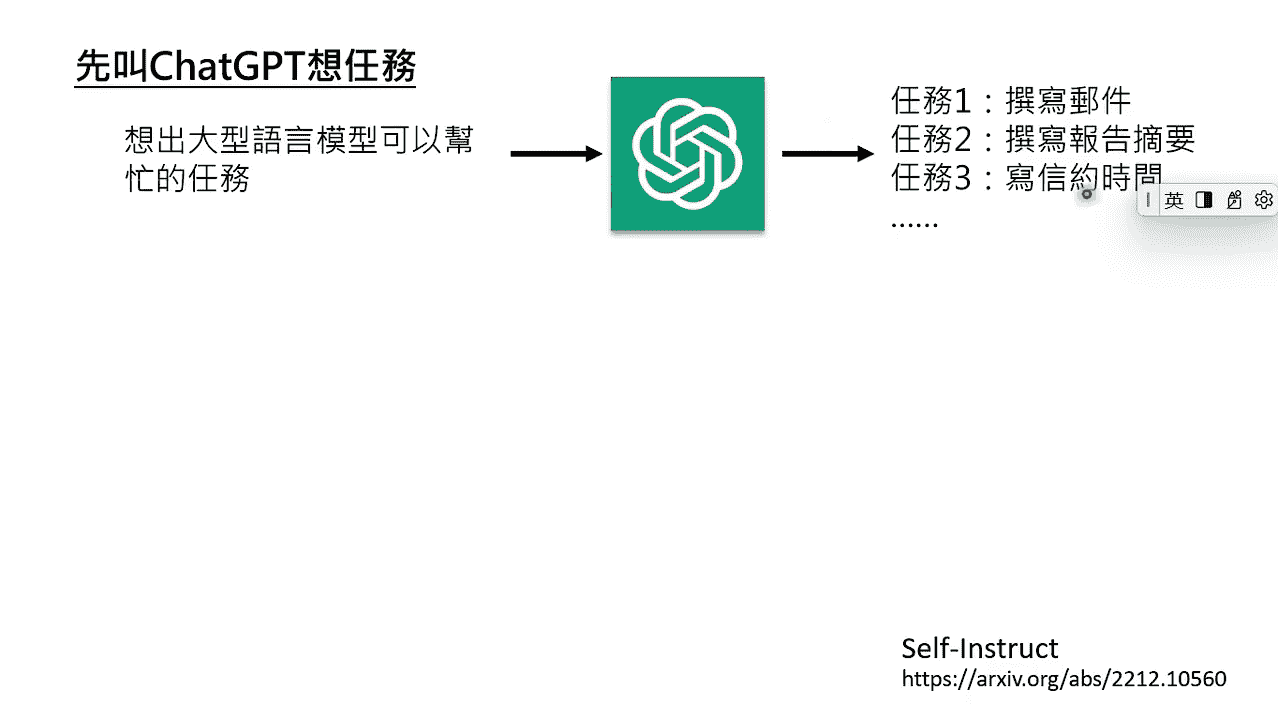 先叫ChatGPT想任務
想出大型語言模型可以幫
忙的任務
任務1：撰寫郵件
任務2：撰寫報告摘要
任務3：寫信約時間
......
英
Self-Instruct
https://arxiv.org/abs/2212.10560